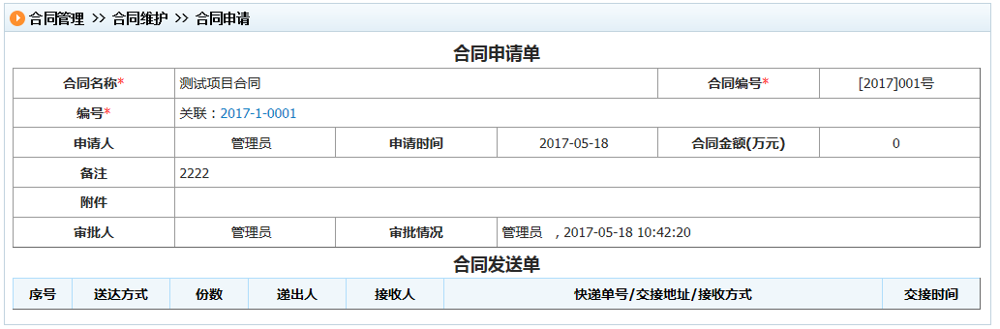 合同管理 >> 合同维护 >> 合同申请
合同申请单
合同名称* 测试项目合同 合同编号* [2017]001号
编号* 关联：2017-1-0001
申请人 管理员 申请时间 2017-05-18 合同金额(万元) 0
备注 2222
附件
审批人 管理员 审批情况 管理员 , 2017-05-18 10:42:20
合同发送单
序号 送达方式 份数 递出人 接收人 快递单号/交接地址/接收方式 交接时间